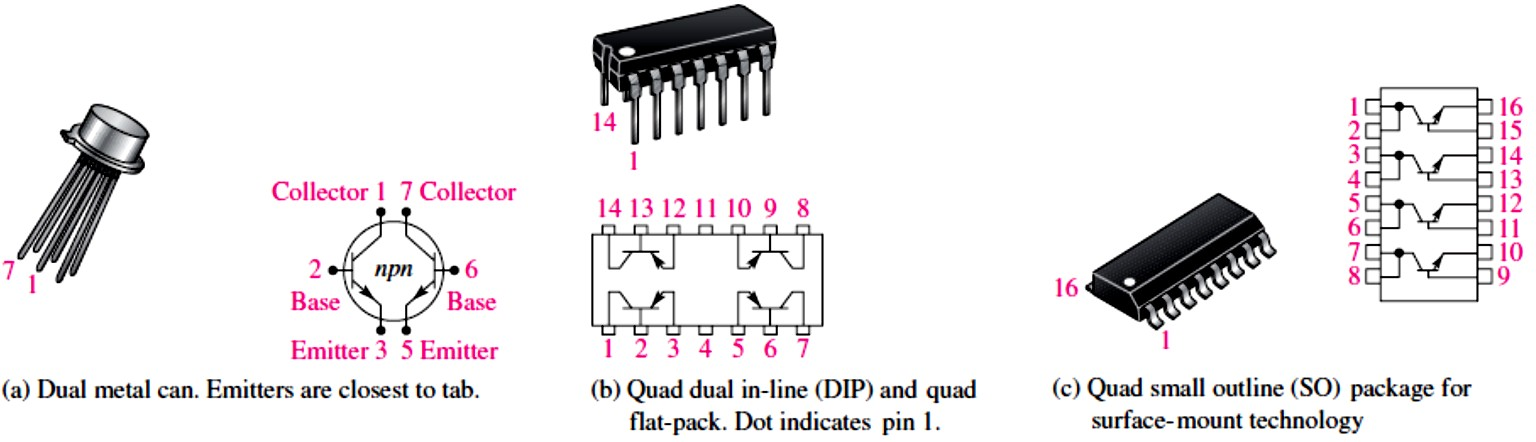 7
1
Collector 1 7 Collector
2
npn
6
Base
Base
Emitter 3 5 Emitter
(a) Dual metal can. Emitters are closest to tab.
14
1
14 13 12 11 10 9 8
1 2 3 4 5 6 7
(b) Quad dual in-line (DIP) and quad
flat-pack. Dot indicates pin 1.
16
1
1 16
2 15
3 14
4 13
5 12
6 11
7 10
8 9
(c) Quad small outline (SO) package for
surface-mount technology